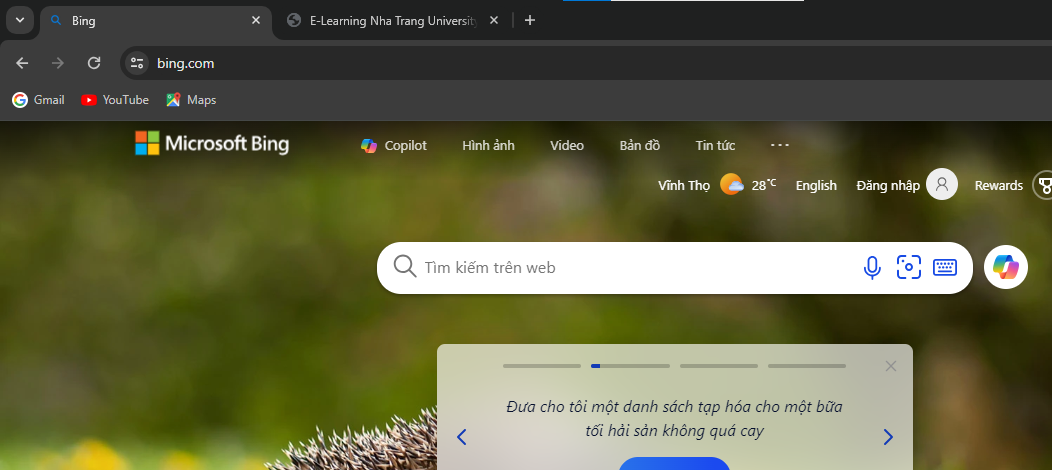 Bing
E-Learning Nha Trang University
bing.com
Gmail
YouTube
Maps
Microsoft Bing
Copilot
Hình ảnh
Video
Bản đồ
Tin tức
Vĩnh Thọ
28°C
English
Đăng nhập
Rewards
Tìm kiếm trên web
Đưa cho tôi một danh sách tạp hóa cho một bữa
tối hải sản không quá cay